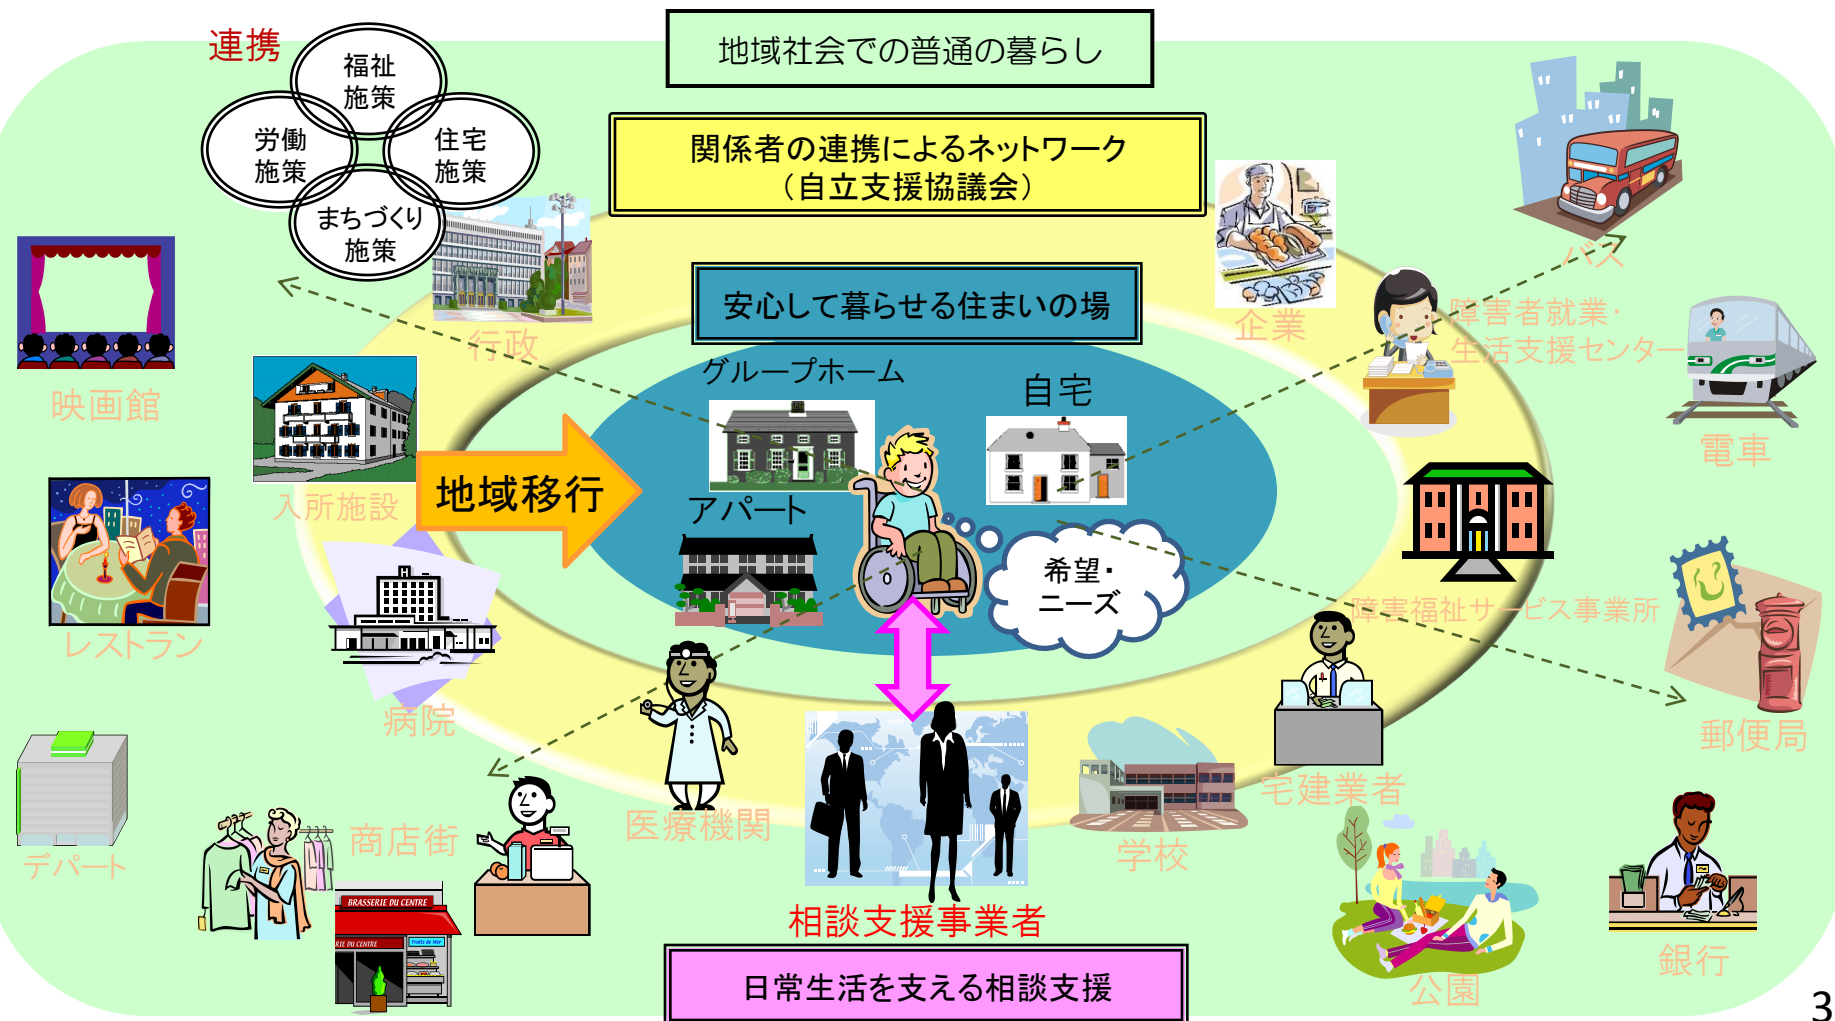 地域社会での普通の暮らし
連携
福祉
施策
労働
施策
住宅
施策
まちづくり
施策
関係者の連携によるネットワーク
（自立支援協議会）
安心して暮らせる住まいの場
行政
企業
バス
障害者就業・
生活支援センター
映画館
グループホーム
自宅
電車
入所施設
地域移行
アパート
希望・
ニーズ
障害福祉サービス事業所
レストラン
病院
郵便局
宅建業者
医療機関
商店街
学校
デパート
BRASSERIE DU CENTRE
RIE DU CENTRE
Fruits de Mer
相談支援事業者
公園
銀行
日常生活を支える相談支援
3